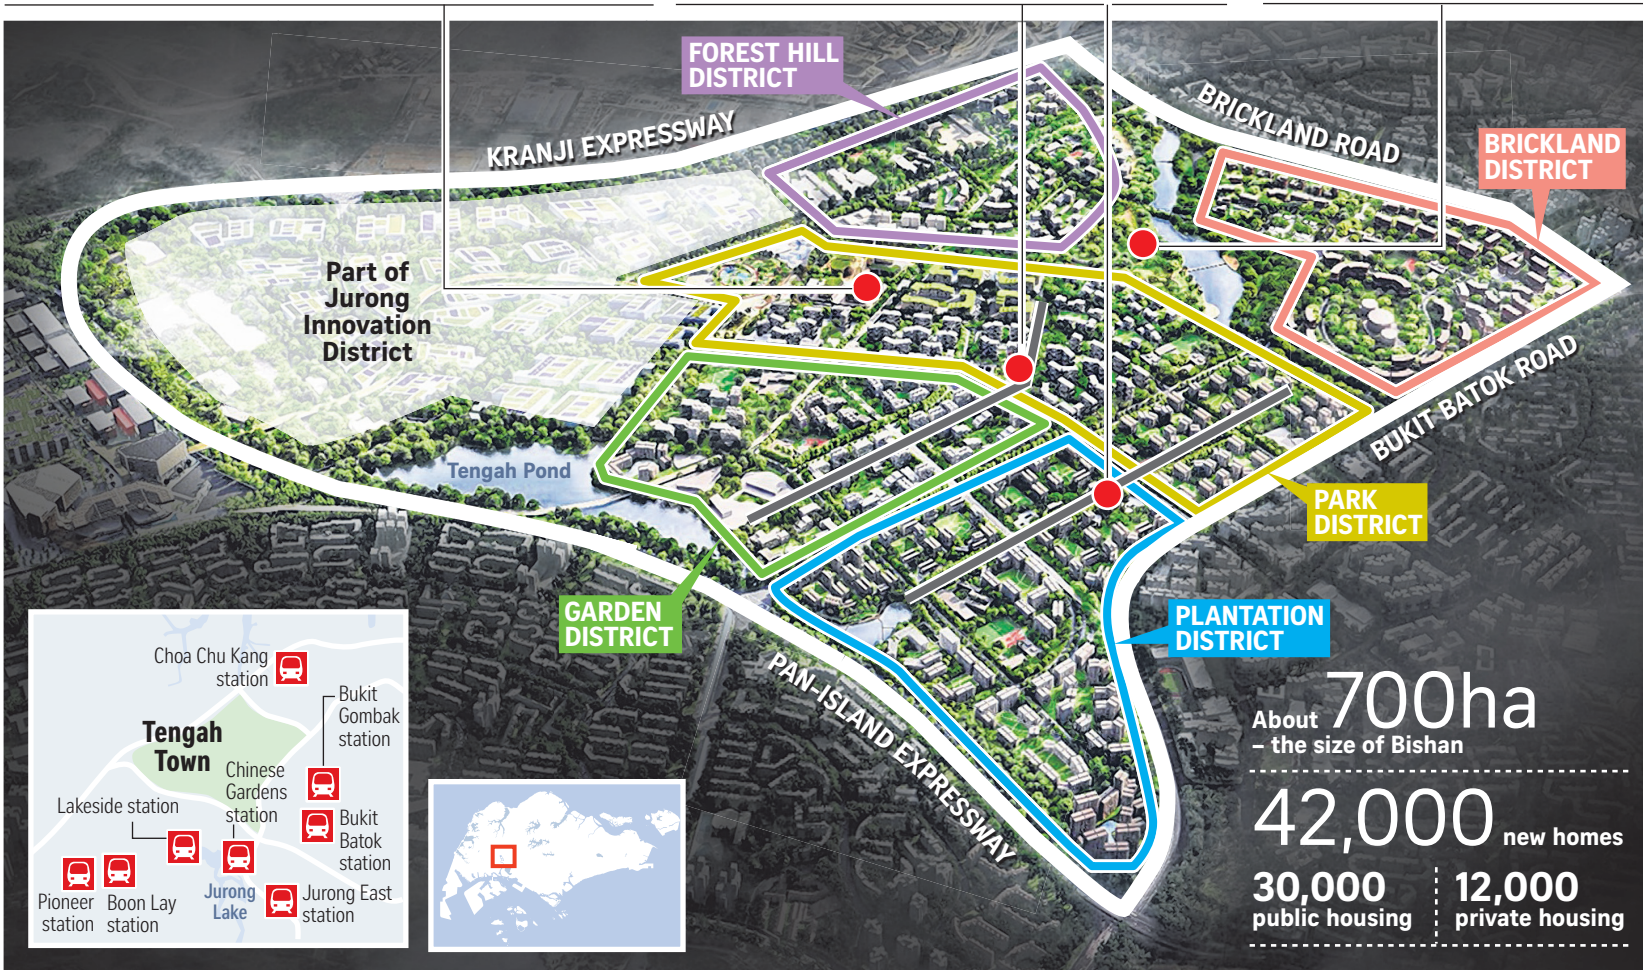 FOREST HILL
DISTRICT
KRANJI EXPRESSWAY
BRICKLAND ROAD
BRICKLAND
DISTRICT
Part of
Jurong
Innovation
District
BUKIT BATOK ROAD
Tengah Pond
PARK
DISTRICT
GARDEN
DISTRICT
PLANTATION
DISTRICT
PAN-ISLAND EXPRESSWAY
Choa Chu Kang
station
Bukit
Gombak
station
Tengah
Town
Chinese
Gardens
station
Lakeside station
Bukit
Batok
station
Pioneer
station
Boon Lay
station
Jurong
Lake
Jurong East
station
About 700ha
– the size of Bishan
42,000 new homes
30,000
public housing
12,000
private housing